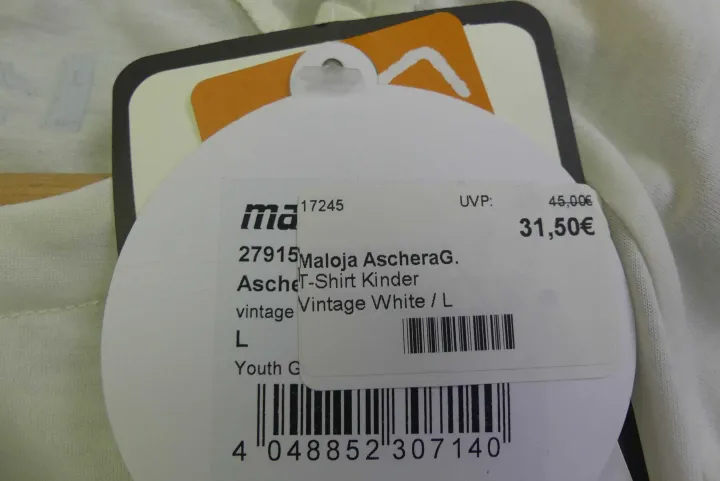 17245 UVP: 45,00€
31,50€
Maloja AscheraG.
T-Shirt Kinder
Vintage White / L
ma
27915
Asche
vintage
L
Youth G
4 048852 307140